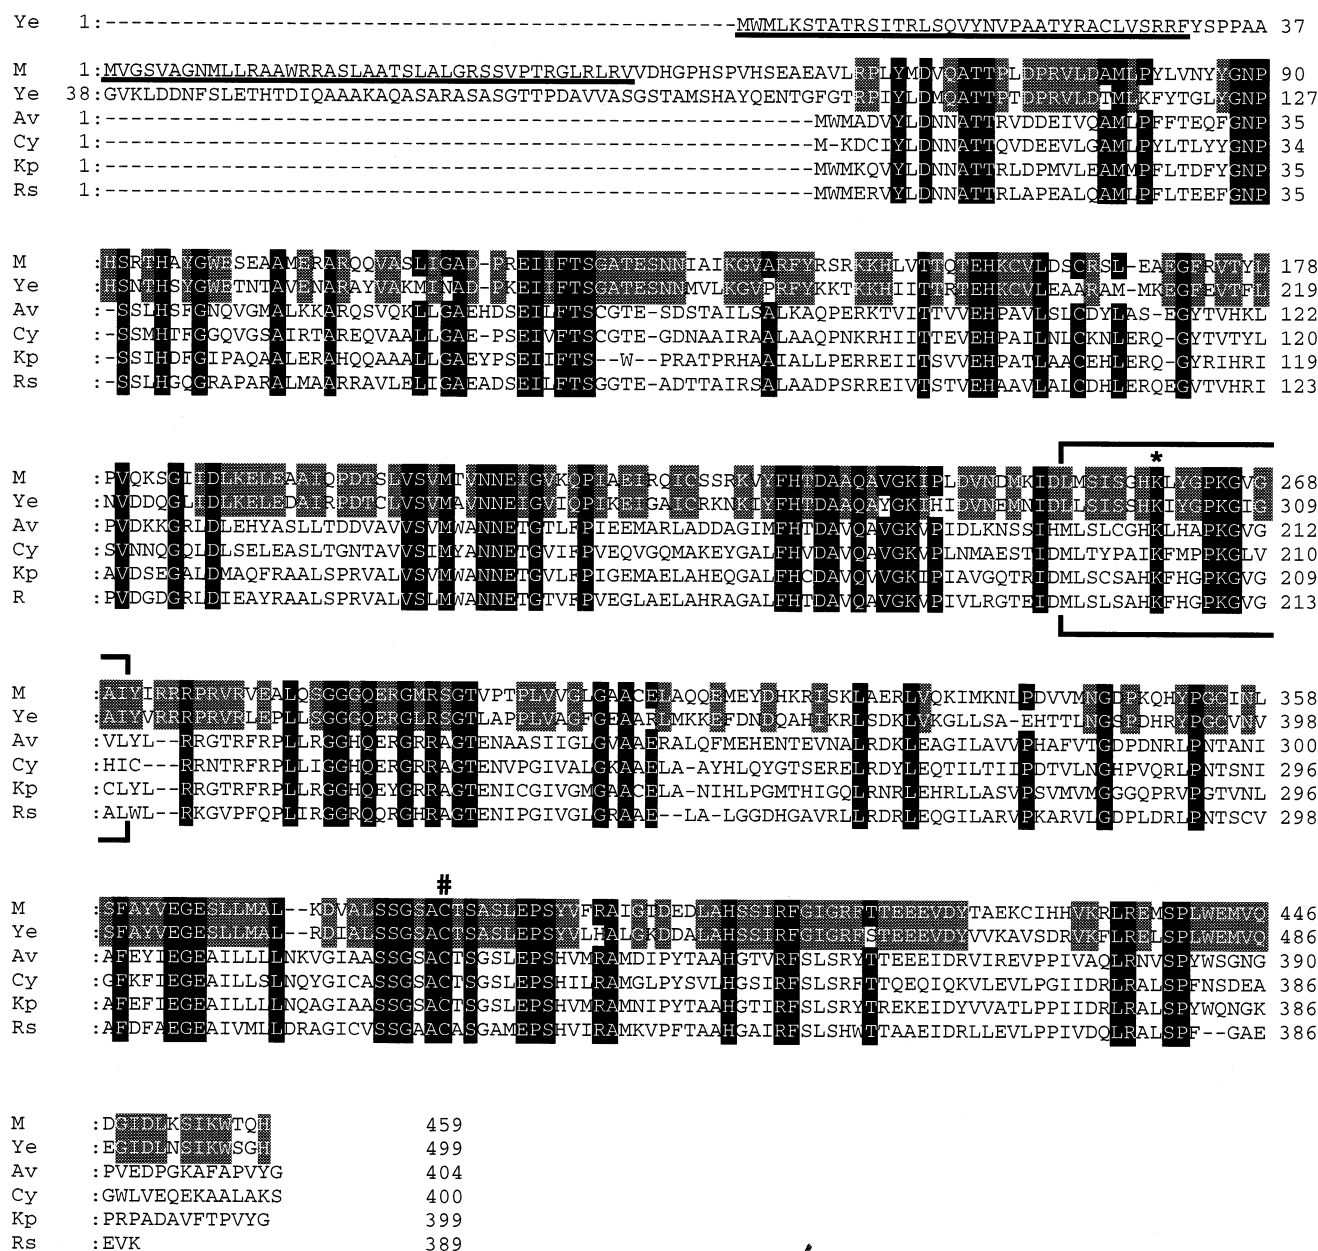 Ye 1:--------------------------------------------------MWMLKSTATRSITRLSQVYNVPAATYRACLVSRRFYSPPAA 37
M 1:MVGSVAGNMLLRAAWRRASLAATSLALGRSSVPTRGLRLRVVDHGPHSPVHSEAEAVLRPLYMDVQATTPLDPRVLDAMLPYLVNYYGNP 90
Ye 38:GVKLDDNFSLETHTDIQAAAKAQASARASASGTTPDAVVASGSTAMSHAYQENTGFGTRPIYLDMQATTPTDPRVLDTMLKFYTGLYGNP 127
Av 1:-------------------------------------------------------MWMADVYLDNNATTRVDDEIVQAMLPFFTEQFGNP 35
Cy 1:-------------------------------------------------------M-KDCIYLDNNATTQVDEEVLGAMLPYLTLYYGNP 34
Kp 1:-------------------------------------------------------MWMKQVYLDNNATTRLDPMVLEAMMPFLTDFYGNP 35
Rs 1:-------------------------------------------------------MWMERVYLDNNATTRLAPEALQAMLPFLTEEFGNP 35
M :HSRTHAYGWESEAAMERARQQVASLIGAD-PREIIFTSGATESNNIAIKGVARFYRSRKKHLVTTQTEHKCVLDSCRSL-EAEGFRVTYL 178
Ye :HSNTHSYGWETNTAVENARAYVAKMINAD-PKEIIFTSGATESNNMVLKGVPRFYKKTKKHIITTRTEHKCVLEAARAM-MKEGFEVTFL 219
Av :-SSLHSFGNQVGMALKKARQSVQKLLGAEHDSEILFTSCGTE-SDSTAILSALKAQPERKTVITTVVEHPAVLSLCDYLAS-EGYTVHKL 122
Cy :-SSMHTFGGQVGSAIRTAREQVAALLGAE-PSEIVFTSCGTE-GDNAAIRAALAAQPNKRHIITTEVEHPAILNLCKNLERQ-GYTVTYL 120
Kp :-SSIHDFGIPAQAALERAHQQAAALLGAEYPSEIIFTS--W--PRATPRHAAIALLPERREIITSVVEHPATLAACEHLERQ-GYRIHRI 119
Rs :-SSLHGQGRAPARALMAARRAVLELIGAEADSEILFTSGGTE-ADTTAIRSALAADPSRREIVTSTVEHAAVLALCDHLERQEGVTVHRI 123
M :PVQKSGIIDLKELEAAIQPDTSLVSVMTVNNEIGVKQPIAEIRQICSSRKVYFHTDAAQAVGKIPLDVNDMKIDLMSISGHKLYGPKGVG 268
*
Ye :NVDDQGLIDLKELEDAIRPDTCLVSVMAVNNEIGVIQPIKEIGAICRKNKIYFHTDAAQAYGKIHIDVNEMNIDLLSISSHKIYGPKGIG 309
Av :PVDKKGRLDLEHYASLLTDDVAVVSVMWANNETGTLFPIEEMARLADDAGIMFHTDAVQAVGKVPIDLKNSSIHMLSLCGHKLHAPKGVG 212
Cy :SVNNQGQLDLSELEASLTGNTAVVSIMYANNETGVIFPVEQVGQMAKEYGALFHVDAVQAVGKVPLNMAESTIDMLTYPAIKFMPPKGLV 210
Kp :AVDSEGALDMAQFRAALSPRVALVSVMWANNETGVLFPIGEMAELAHEQGALFHCDAVQVVGKIPIAVGQTRIDMLSCSAHKFHGPKGVG 209
R :PVDGDGRLDIEAYRAALSPRVALVSLMWANNETGTVFPVEGLAELAHRAGALFHTDAVQAVGKVPIVLRGTEIDMLSLSAHKFHGPKGVG 213
M :AIYIRRRPRVRVEALQSGGGQERGMRSGTVPTPLVVGLGAACELAQQEMEYDHKRISKLAERLVQKIMKNLPDVVMNGDPKQHYPGCINL 358
Ye :AIYVRRRPRVRLEPLLSGGGQERGLRSGTLAPPLVAGFGEAARLMKKEFDNDQAHIKRLSDKLVKGLLSA-EHTTLNGSPDHRYPGCVNV 398
Av :VLYL--RRGTRFRPLLRGGHQERGRRAGTENAASIIGLGVAAERALQFMEHENTEVNALRDKLEAGILAVVPHAFVTGDPDNRLPNTANI 300
Cy :HIC---RRNTRFRPLLIGGHQERGRRAGTENVPGIVALGKAAELA-AYHLQYGTSERELRDYLEQTILTIIPDTVLNGHPVQRLPNTSNI 296
Kp :CLYL--RRGTRFRPLLRGGHQEYGRRAGTENICGIVGMGAACELA-NIHLPGMTHIGQLRNRLEHRLLASVPSVMVMGGGQPRVPGTVNL 296
Rs :ALWL--RKGVPFQPLIRGGRQQRGHRAGTENIPGIVGLGRAAE--LA-LGGDHGAVRLLRDRLEQGILARVPKARVLGDPLDRLPNTSCV 298
#
M :SFAYVEGESLLMAL--KDVALSSGSACTSASLEPSYVFRAIGTDEDLAHSSIRFGIGRFTTEEEVDYTAEKCIHHVKRLREMSPLWEMVQ 446
Ye :SFAYVEGESLLMAL--RDIALSSGSACTSASLEPSYVLHALGKDDALAHSSIRFGIGRFSTEEEVDYVVKAVSDRVKFLRELSPLWEMVQ 486
Av :AFEYIEGEAILLLLNKVGIAASSGSACTSGSLEPSHVMRAMDIPYTAAHGTVRFSLSRYTTEEEIDRVIREVPPIVAQLRNVSPYWSGNG 390
Cy :GFKFIEGEAILLSLNQYGICASSGSACTSGSLEPSHILRAMGLPYSVLHGSIRFSLSRFTTQEQIQKVLEVLPGIIDRLRALSPFNSDEA 386
Kp :AFEFIEGEAILLLLNQAGIAASSGSACTSGSLEPSHVMRAMNIPYTAAHGTIRFSLSRYTREKEIDYVVATLPPIIDRLRALSPYWQNGK 386
Rs :AFDFAEGEAIVMLLDRAGICVSSGAACASGAMEPSHVIRAMKVPFTAAHGAIRFSLSHWTTAAEIDRLLEVLPPIVDQLRALSPF--GAE 386
M :DGIDLKSIKWTQH 459
Ye :EGIDLNSIKWSGH 499
Av :PVEDPGKAFAPVYG 404
Cy :GWLVEQEKAALAKS 400
Kp :PRPADAVFTPVYG 399
Rs :EVK 389